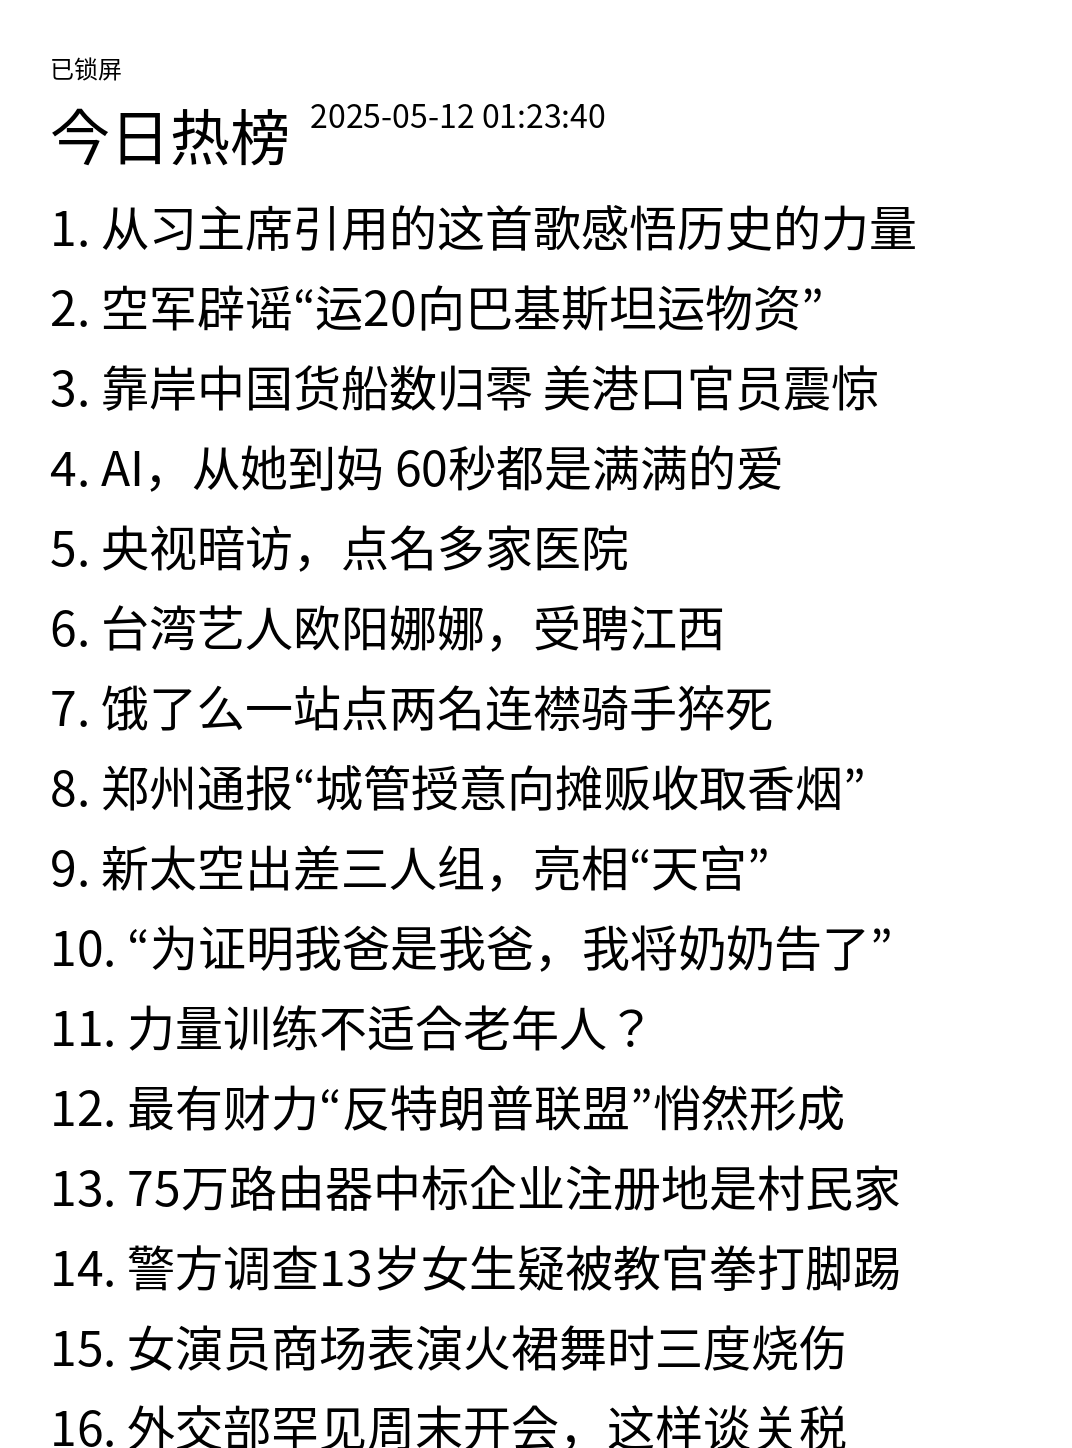 已锁屏
今日热榜 2025-05-12 01:23:40
1. 从习主席引用的这首歌感悟历史的力量
2. 空军辟谣“运20向巴基斯坦运物资”
3. 靠岸中国货船数归零 美港口官员震惊
4. AI，从她到妈 60秒都是满满的爱
5. 央视暗访，点名多家医院
6. 台湾艺人欧阳娜娜，受聘江西
7. 饿了么一站点两名连襟骑手猝死
8. 郑州通报“城管授意向摊贩收取香烟”
9. 新太空出差三人组，亮相“天宫”
10. “为证明我爸是我爸，我将奶奶告了”
11. 力量训练不适合老年人？
12. 最有财力“反特朗普联盟”悄然形成
13. 75万路由器中标企业注册地是村民家
14. 警方调查13岁女生疑被教官拳打脚踢
15. 女演员商场表演火裙舞时三度烧伤
16. 外交部罕见周末开会，这样谈关税